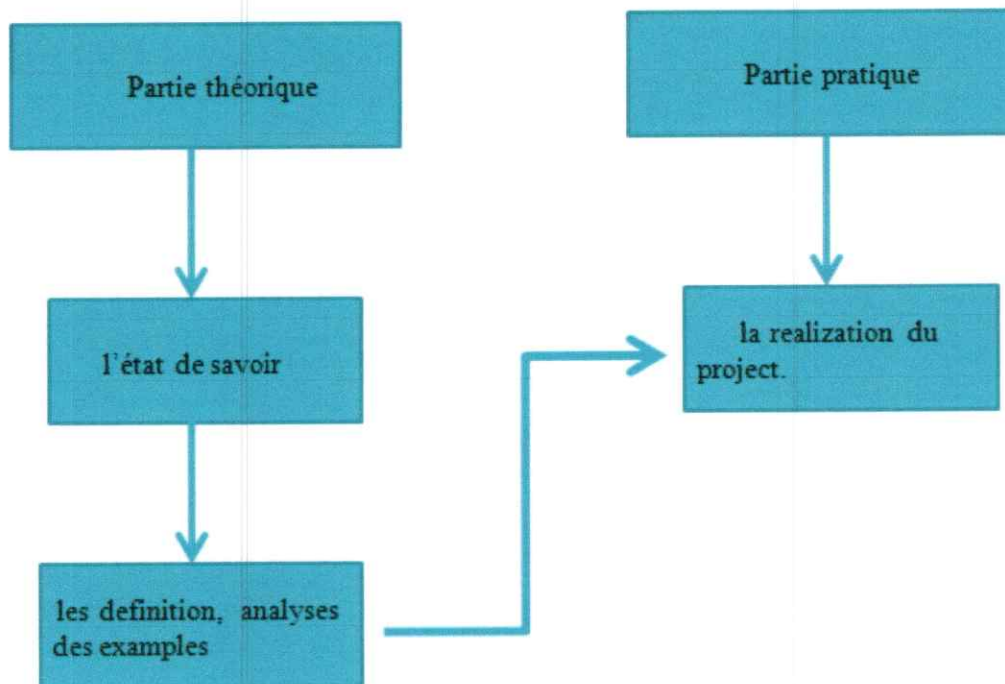 Partie théorique
Partie pratique
l'état de savoir
la realization du
project.
les definition, analyses
des examples